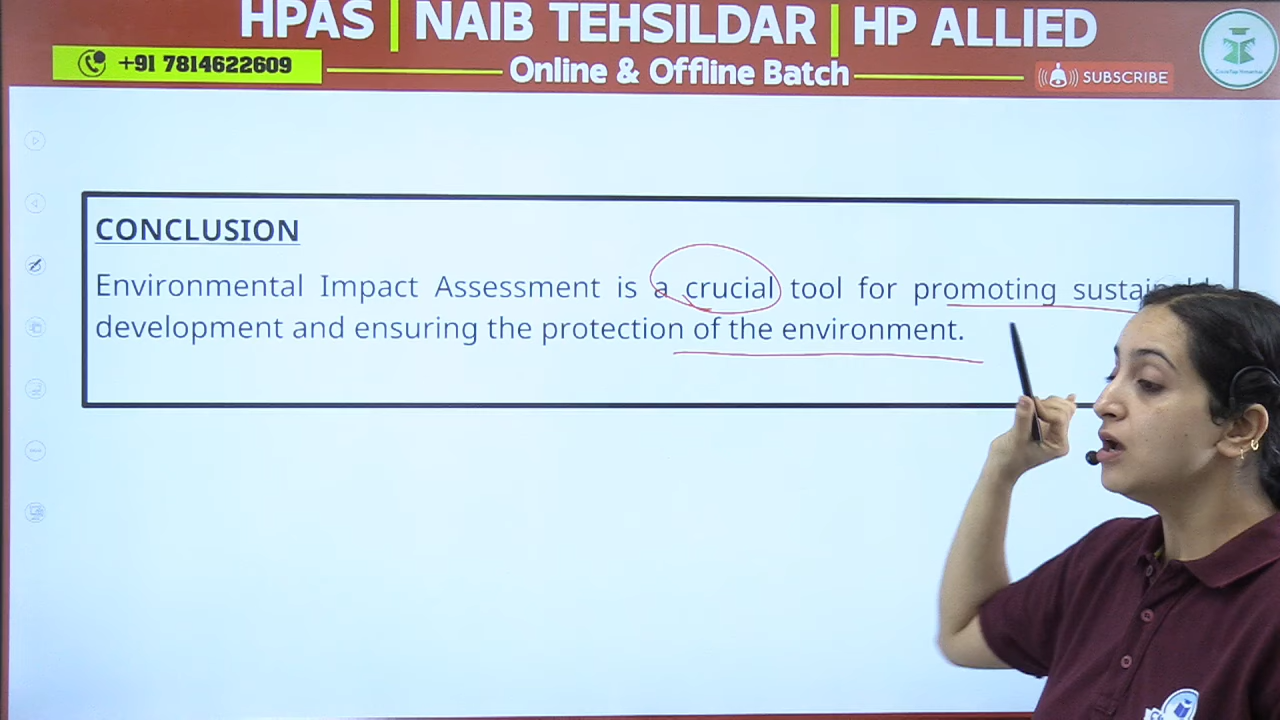 HPAS | NAIB TEHSILDAR | HP ALLIED
+91 7814622609
Online & Offline Batch
SUBSCRIBE
CONCLUSION
Environmental Impact Assessment is a crucial tool for promoting
development and ensuring the protection of the environment.